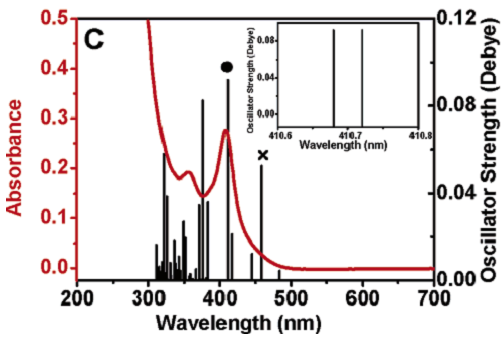 C
0.5
0.4
0.3
0.2
0.1
0.0
Absorbance
0.12
0.08
0.04
0.00
Oscillator Strength (Debye)
200 300 400 500 600 700
Wavelength (nm)
×
Oscillator Strength (Debye)
0.08
0.04
0.00
410.6 410.7 410.8
Wavelength (nm)